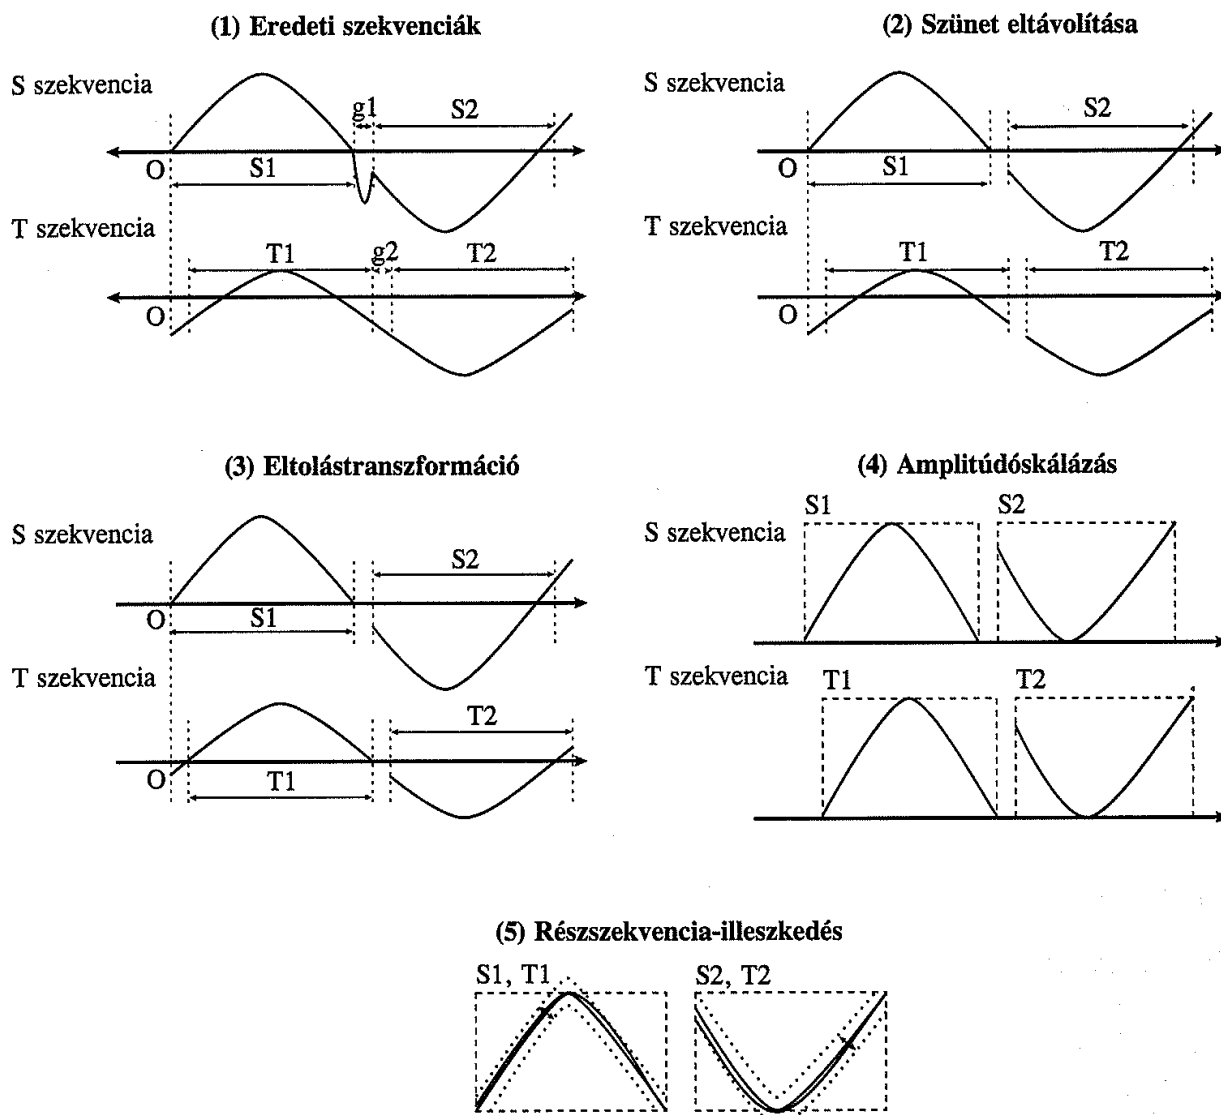 (1) Eredeti szekvenciák
S szekvencia
g1
S2
O
S1
T szekvencia
T1
g2
T2
O
(2) Szünet eltávolítása
S szekvencia
S2
O
S1
T szekvencia
T1
T2
O
(3) Eltolástranszformáció
S szekvencia
S2
O
S1
T szekvencia
T2
O
T1
(4) Amplitúdóskálázás
S1
S2
S szekvencia
T szekvencia
T1
T2
(5) Részszekvencia-illeszkedés
S1, T1
S2, T2